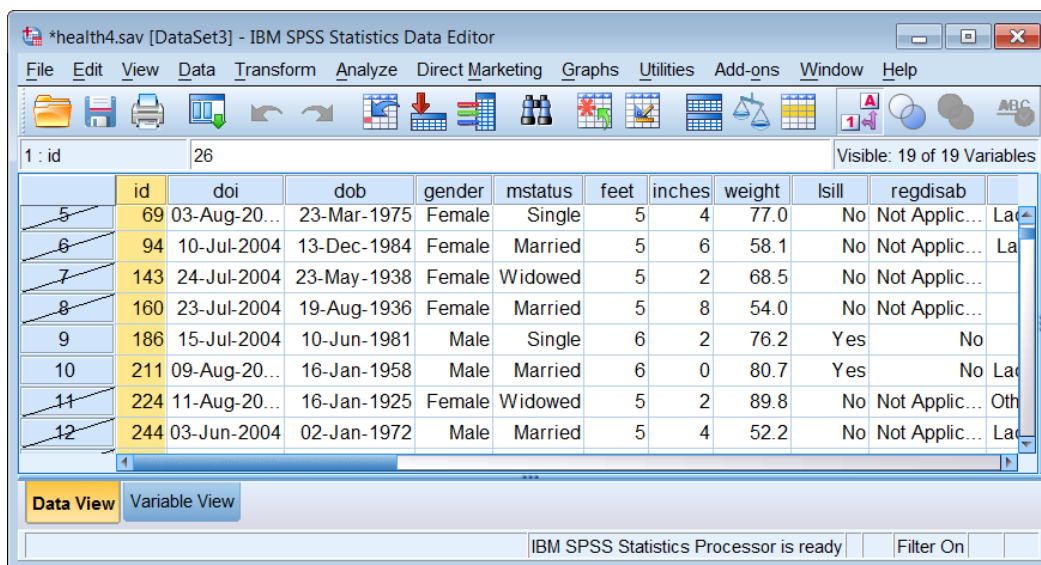 *health4.sav [DataSet3] - IBM SPSS Statistics Data Editor
File Edit View Data Transform Analyze Direct Marketing Graphs Utilities Add-ons Window Help
A
1
ABC
1 : id 26 Visible: 19 of 19 Variables
id doi dob gender mstatus feet inches weight lsill regdisab
5 69 03-Aug-20... 23-Mar-1975 Female Single 5 4 77.0 No Not Applic... Lac
6 94 10-Jul-2004 13-Dec-1984 Female Married 5 6 58.1 No Not Applic... La
7 143 24-Jul-2004 23-May-1938 Female Widowed 5 2 68.5 No Not Applic...
8 160 23-Jul-2004 19-Aug-1936 Female Married 5 8 54.0 No Not Applic...
9 186 15-Jul-2004 10-Jun-1981 Male Single 6 2 76.2 Yes No
10 211 09-Aug-20... 16-Jan-1958 Male Married 6 0 80.7 Yes No Lac
11 224 11-Aug-20... 16-Jan-1925 Female Widowed 5 2 89.8 No Not Applic... Oth
12 244 03-Jun-2004 02-Jan-1972 Male Married 5 4 52.2 No Not Applic... Lac
Data View Variable View
IBM SPSS Statistics Processor is ready Filter On